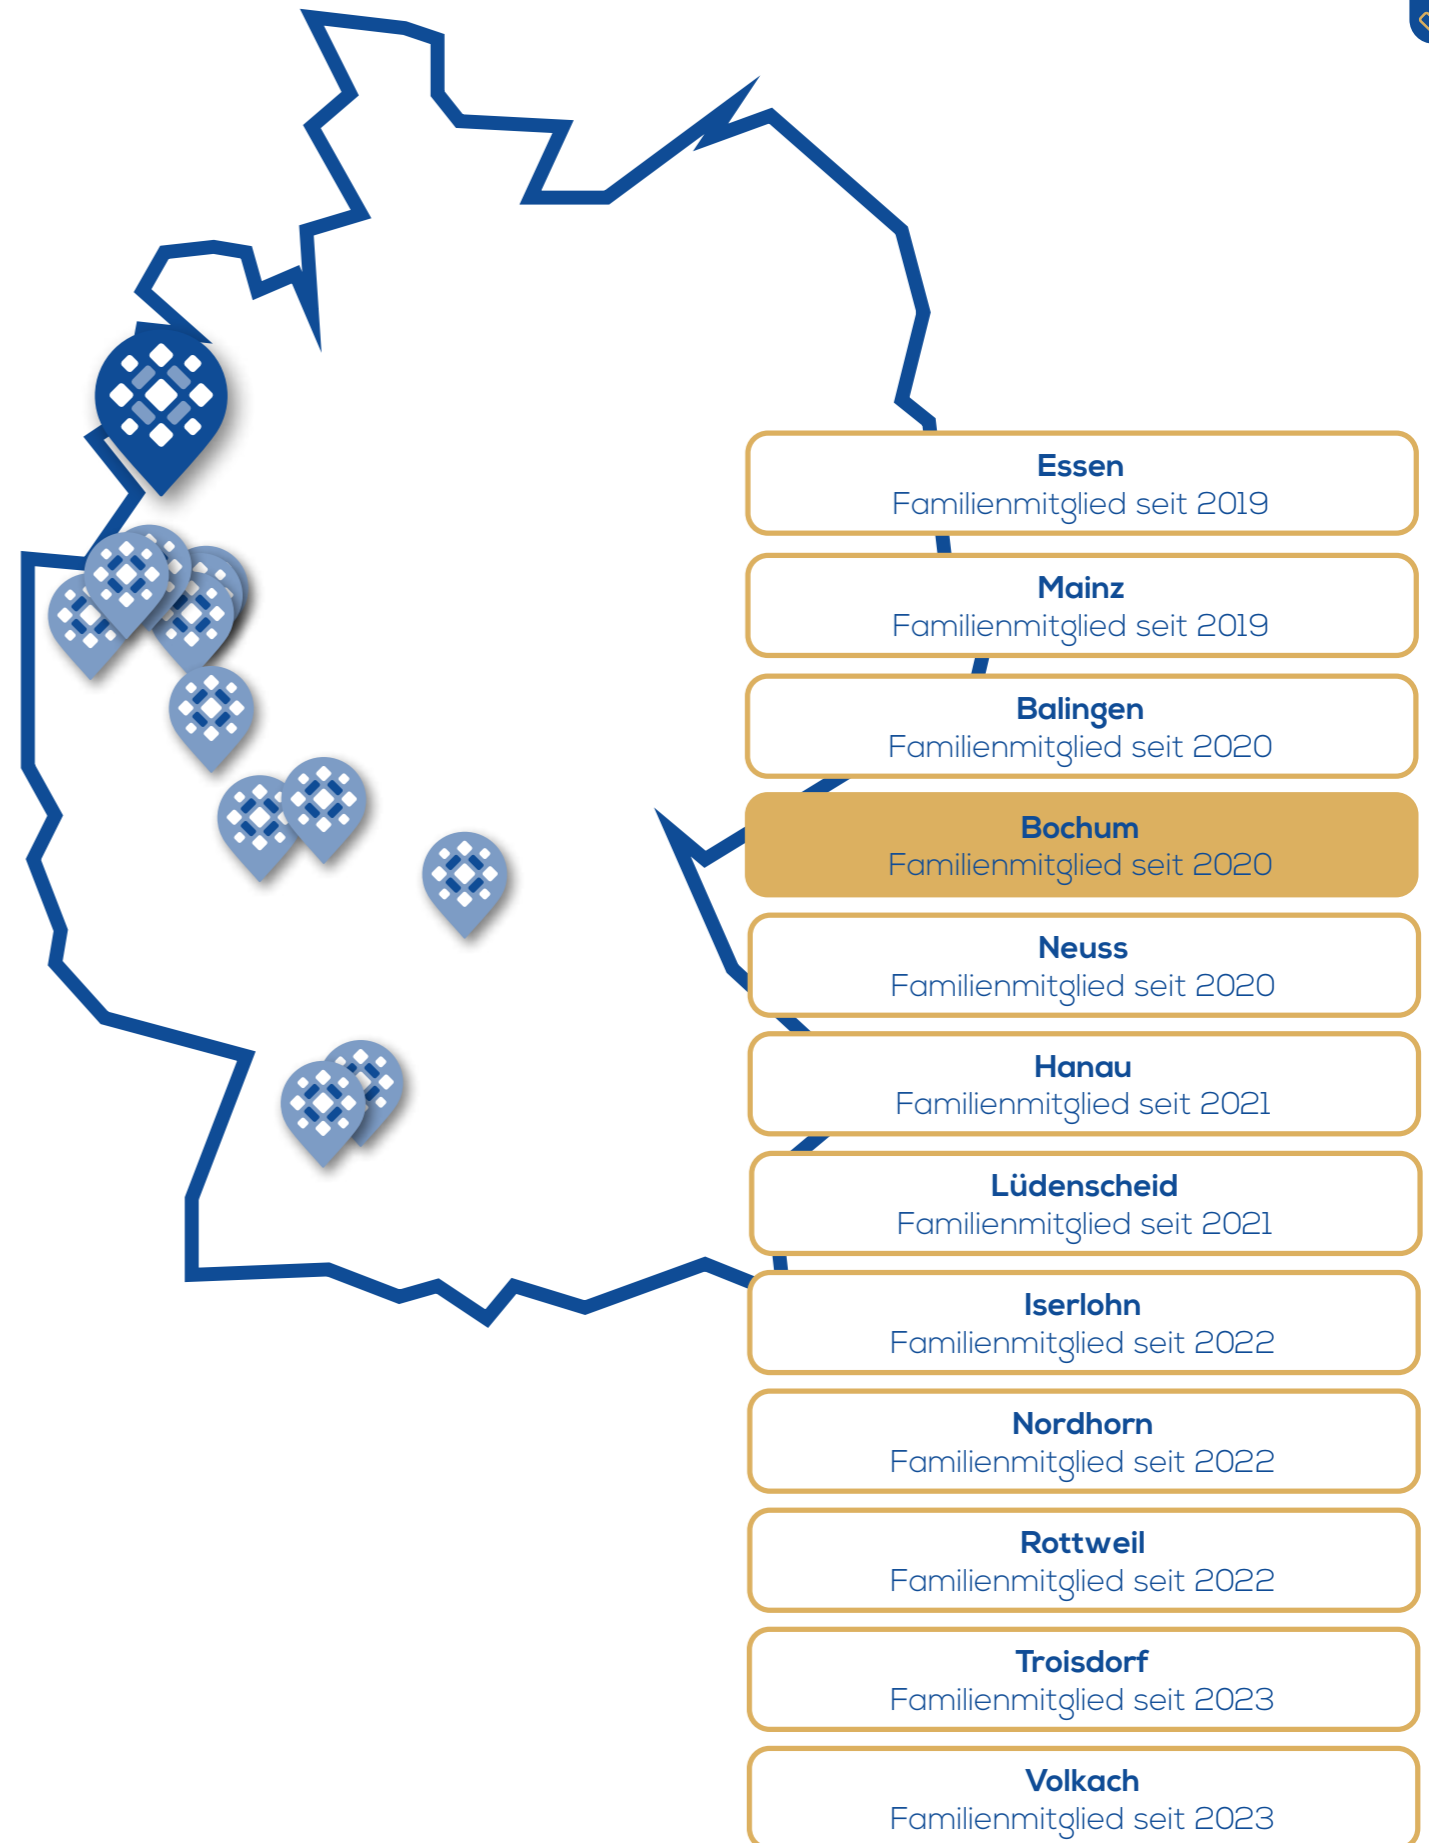 Essen
Familienmitglied seit 2019
Mainz
Familienmitglied seit 2019
Balingen
Familienmitglied seit 2020
Bochum
Familienmitglied seit 2020
Neuss
Familienmitglied seit 2020
Hanau
Familienmitglied seit 2021
Lüdenscheid
Familienmitglied seit 2021
Iserlohn
Familienmitglied seit 2022
Nordhorn
Familienmitglied seit 2022
Rottweil
Familienmitglied seit 2022
Troisdorf
Familienmitglied seit 2023
Volkach
Familienmitglied seit 2023